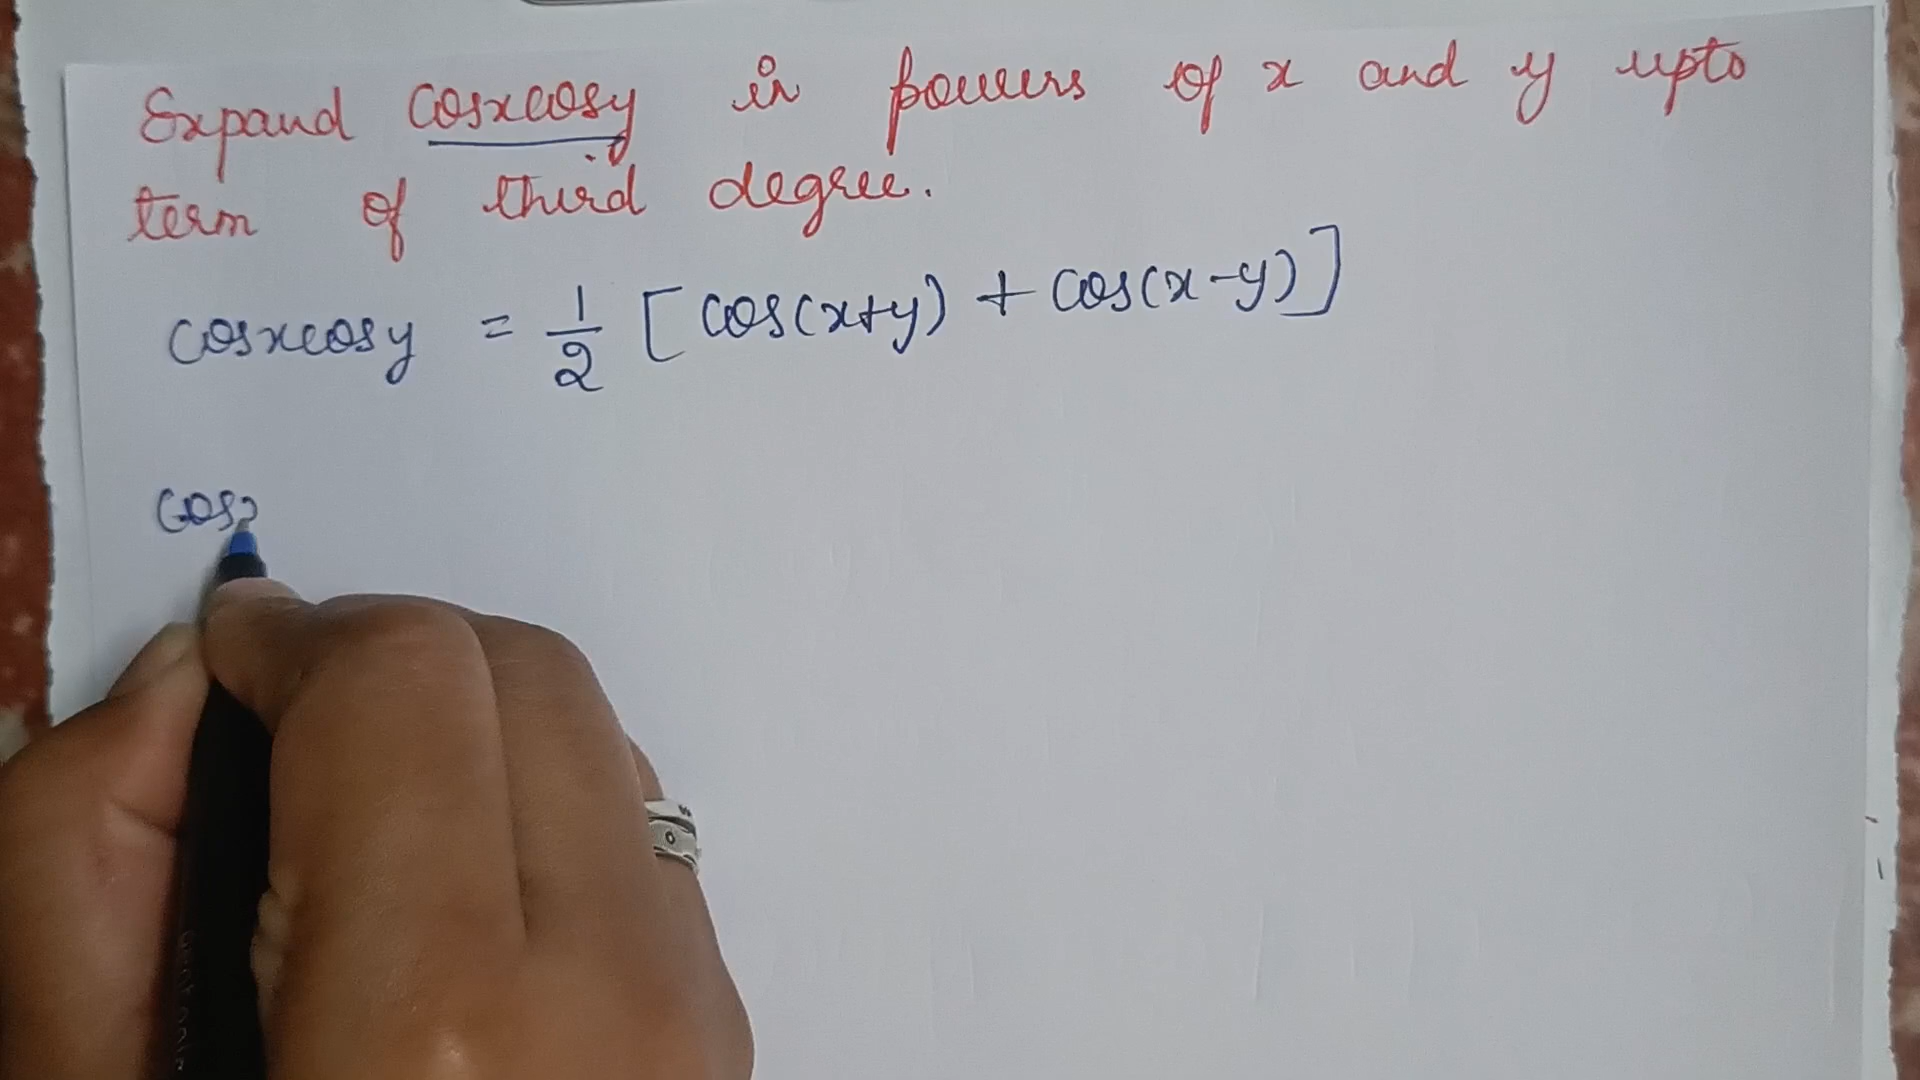 Expand cosxcosy in powers of x and y upto
term of third degree.
cosxcosy = 1/2 [cos(x+y) + cos(x-y)]
cos